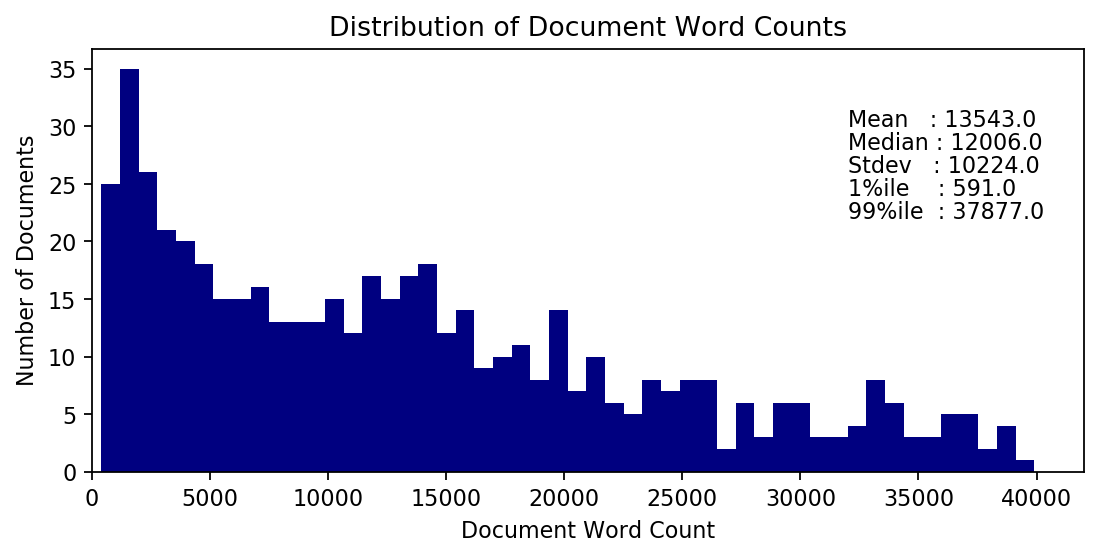 Distribution of Document Word Counts
35
30
25
20
15
10
5
0
Number of Documents
Mean : 13543.0
Median : 12006.0
Stdev : 10224.0
1%ile : 591.0
99%ile : 37877.0
0 5000 10000 15000 20000 25000 30000 35000 40000
Document Word Count